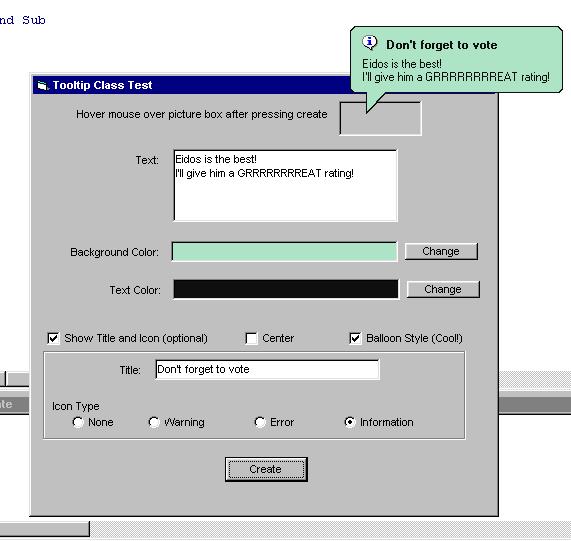 nd Sub
Don't forget to vote
Eidos is the best!
I'll give him a GRRRRRRRREAT rating!
Tooltip Class Test
Hover mouse over picture box after pressing create
Text:
Eidos is the best!
I'll give him a GRRRRRRRREAT rating!
Background Color:
Change
Text Color:
Change
Show Title and Icon (optional)
Center
Balloon Style (Cool!)
Title:
Don't forget to vote
Icon Type
None
Warning
Error
Information
Create